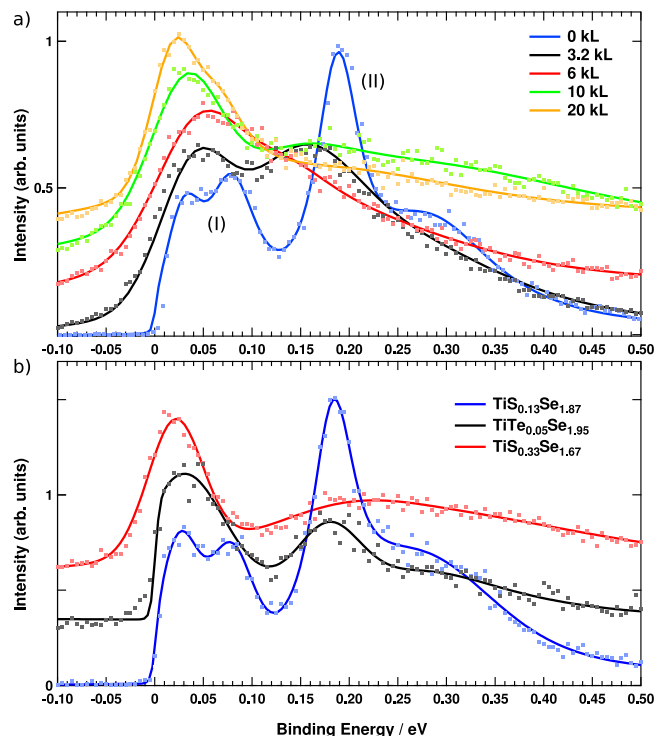 a)
1
0.5
0
Intensity (arb. units)
(I)
(II)
0 kL
3.2 kL
6 kL
10 kL
20 kL
-0.10 -0.05 0 0.05 0.10 0.15 0.20 0.25 0.30 0.35 0.40 0.45 0.50
b)
1
0
Intensity (arb. units)
TiS0.13Se1.87
TiTe0.05Se1.95
TiS0.33Se1.67
-0.10 -0.05 0 0.05 0.10 0.15 0.20 0.25 0.30 0.35 0.40 0.45 0.50
Binding Energy / eV